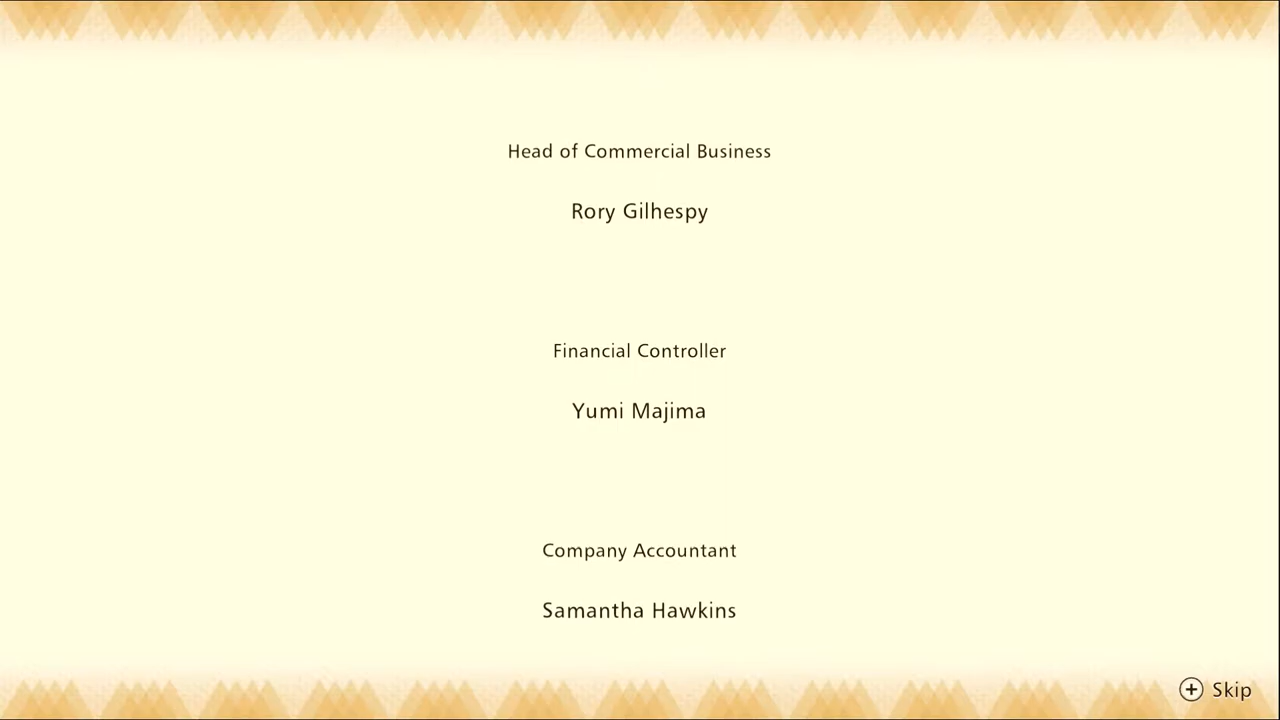 Head of Commercial Business
Rory Gilhespy
Financial Controller
Yumi Majima
Company Accountant
Samantha Hawkins
+ Skip